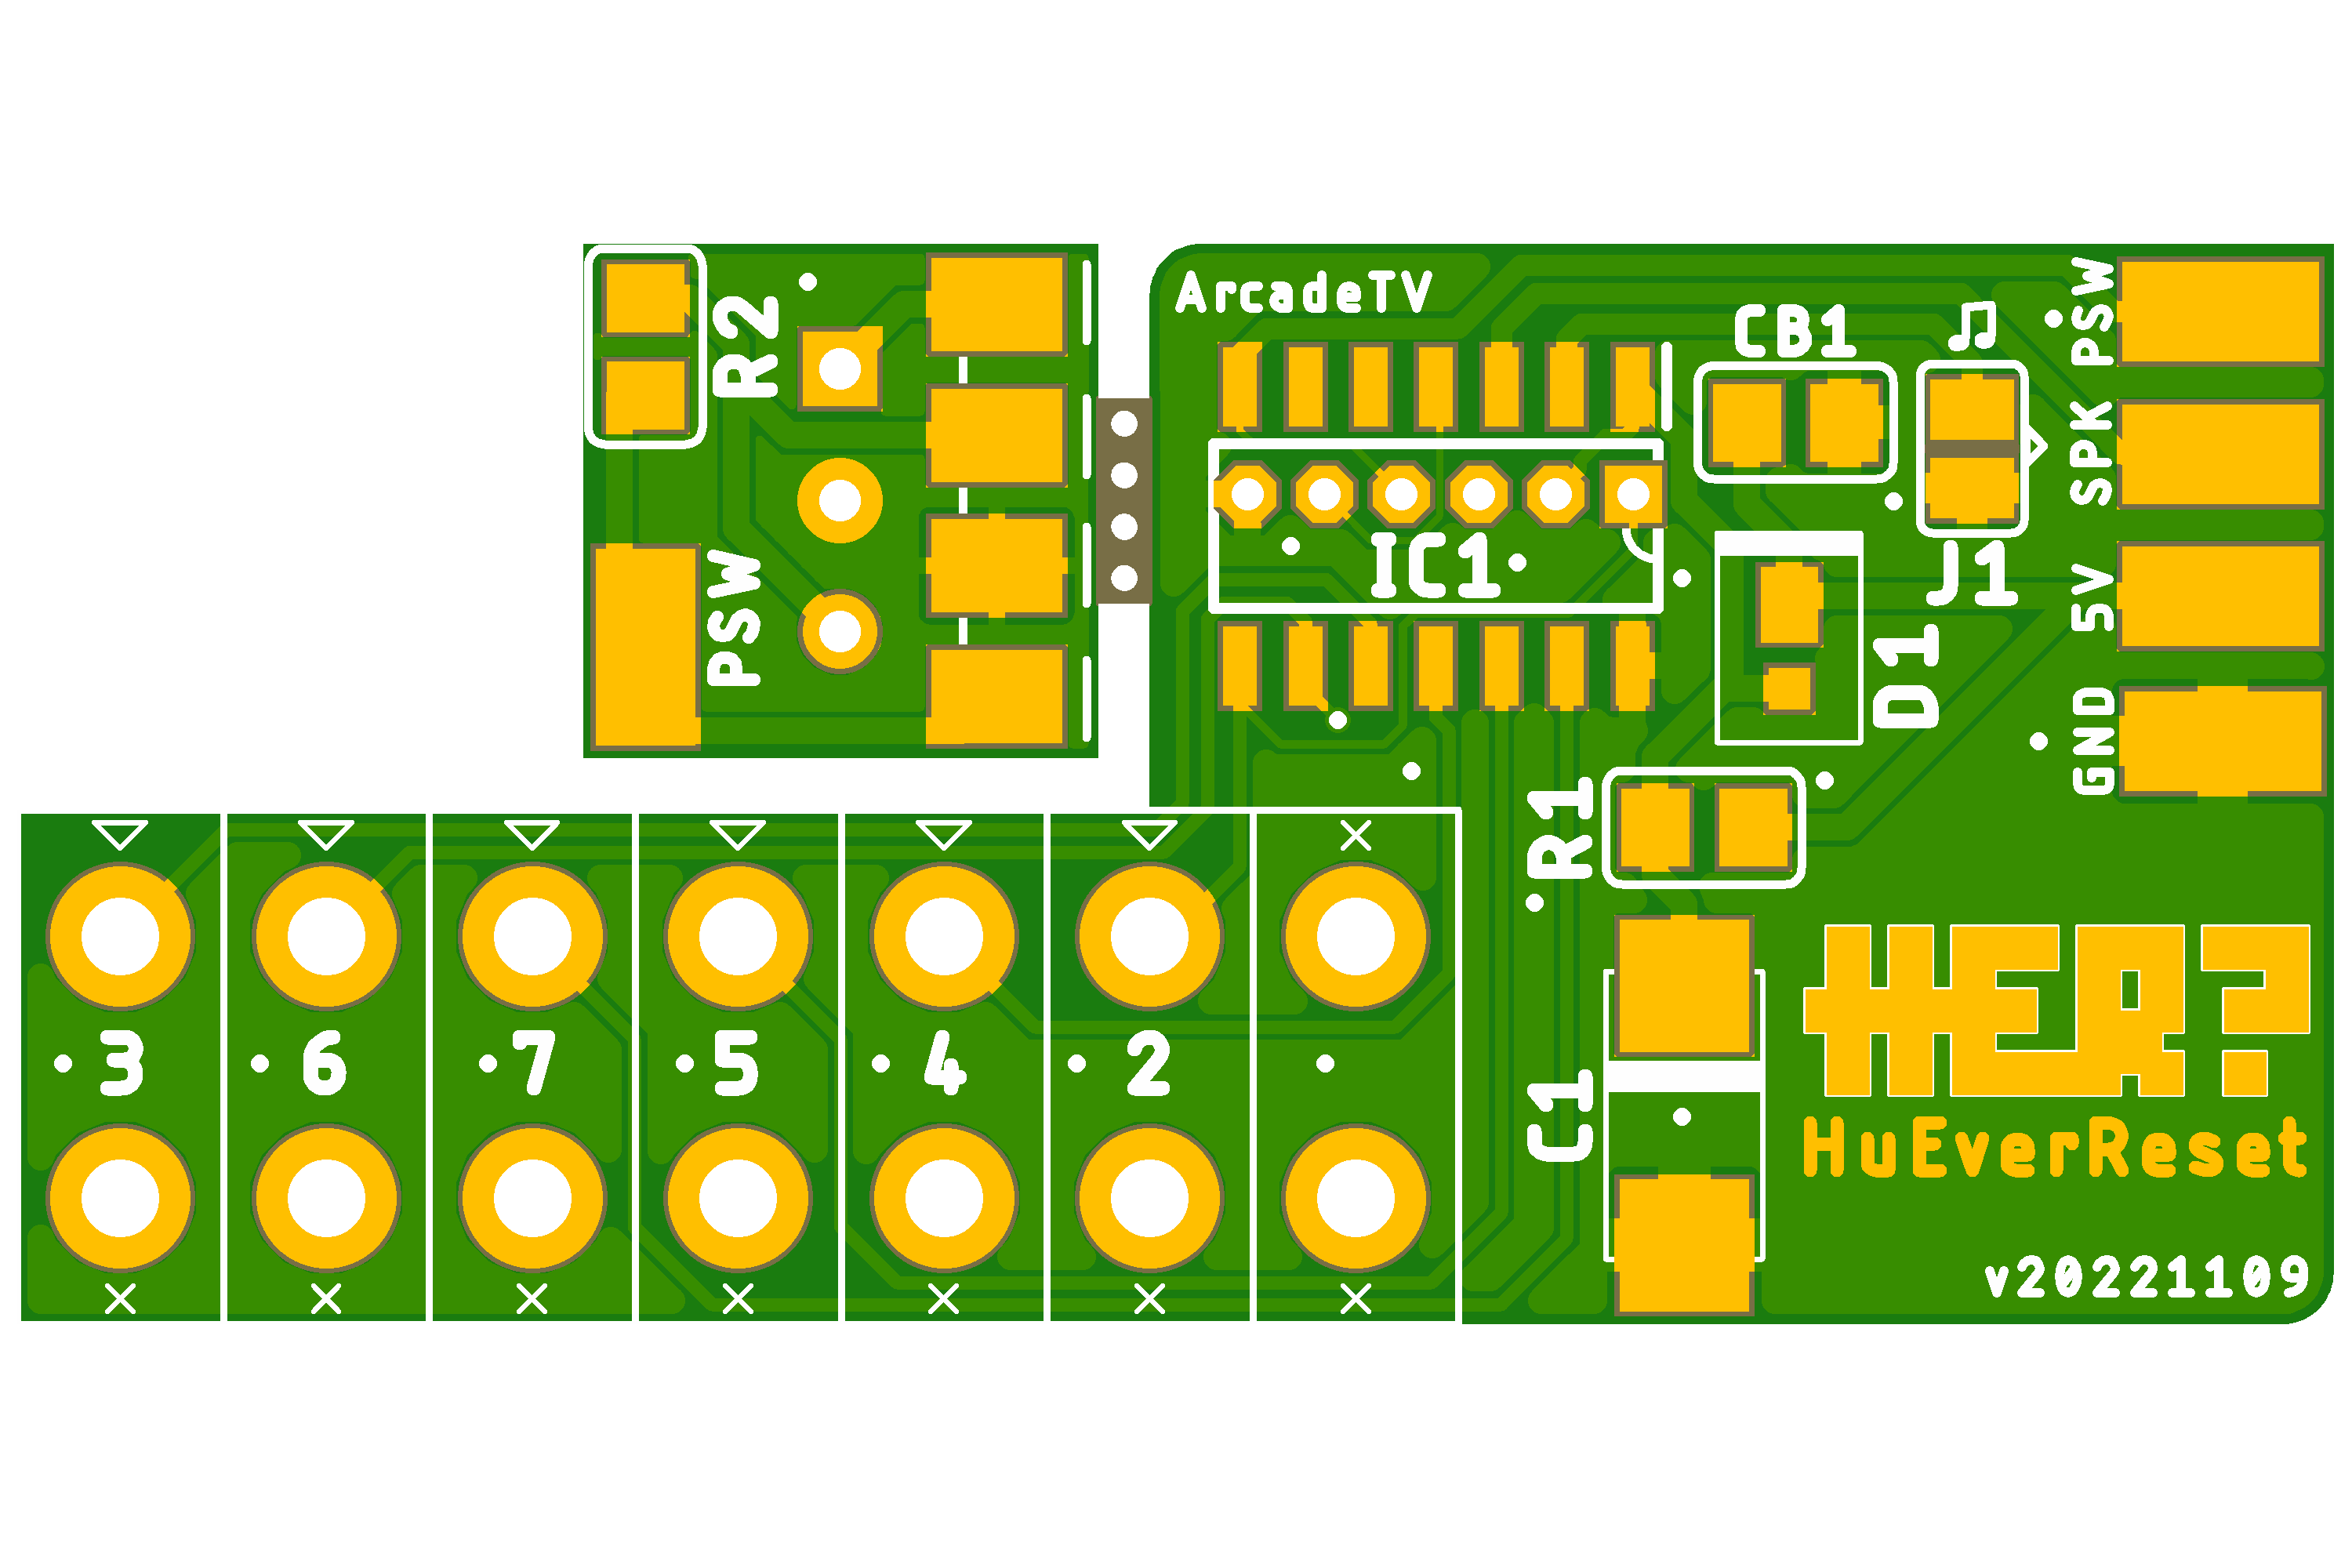 ArcadeTV
R2
PSW
CB1
PSW
SPK
5V
GND
IC1
J1
D1
R1
C1
3 6 7 5 4 2
HER?
HuEverReset
v20221109